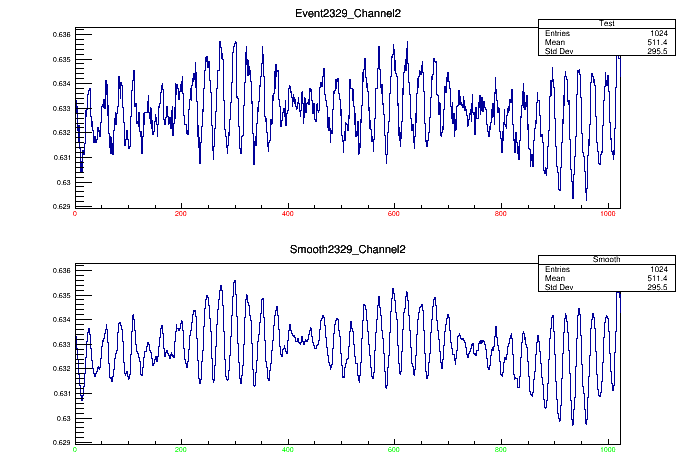 Event2329_Channel2
Test
Entries 1024
Mean 511.4
Std Dev 295.5
0.636
0.635
0.634
0.633
0.632
0.631
0.63
0.629
0 200 400 600 800 1000
Smooth2329_Channel2
Smooth
Entries 1024
Mean 511.4
Std Dev 295.5
0.636
0.635
0.634
0.633
0.632
0.631
0.63
0.629
0 200 400 600 800 1000